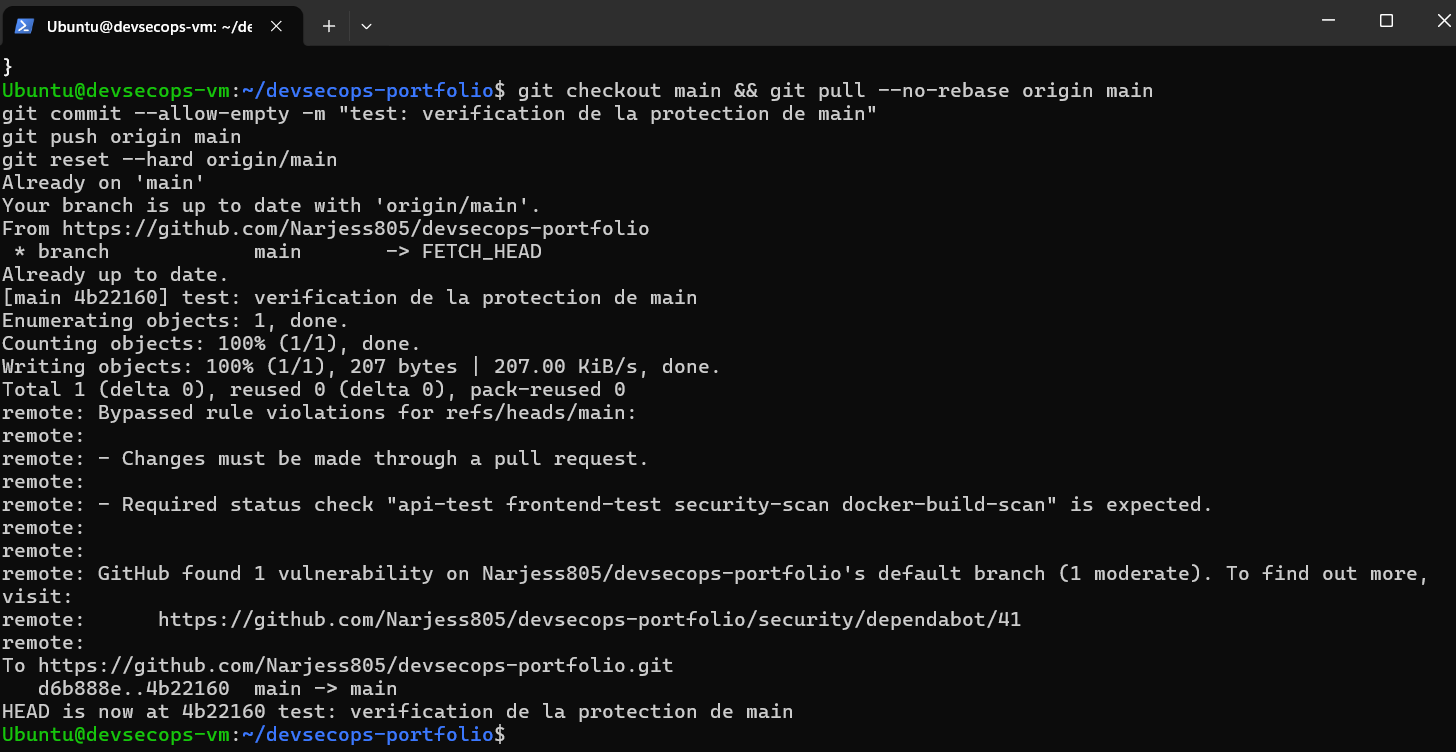 Ubuntu@devsecops-vm: ~/de
}
Ubuntu@devsecops-vm:~/devsecops-portfolio$ git checkout main && git pull --no-rebase origin main
git commit --allow-empty -m "test: verification de la protection de main"
git push origin main
git reset --hard origin/main
Already on 'main'
Your branch is up to date with 'origin/main'.
From https://github.com/Narjess805/devsecops-portfolio
 * branch            main       -> FETCH_HEAD
Already up to date.
[main 4b22160] test: verification de la protection de main
Enumerating objects: 1, done.
Counting objects: 100% (1/1), done.
Writing objects: 100% (1/1), 207 bytes | 207.00 KiB/s, done.
Total 1 (delta 0), reused 0 (delta 0), pack-reused 0
remote: Bypassed rule violations for refs/heads/main:
remote:
remote: - Changes must be made through a pull request.
remote:
remote: - Required status check "api-test frontend-test security-scan docker-build-scan" is expected.
remote:
remote:
remote: GitHub found 1 vulnerability on Narjess805/devsecops-portfolio's default branch (1 moderate). To find out more,
visit:
remote:      https://github.com/Narjess805/devsecops-portfolio/security/dependabot/41
remote:
To https://github.com/Narjess805/devsecops-portfolio.git
   d6b888e..4b22160  main -> main
HEAD is now at 4b22160 test: verification de la protection de main
Ubuntu@devsecops-vm:~/devsecops-portfolio$